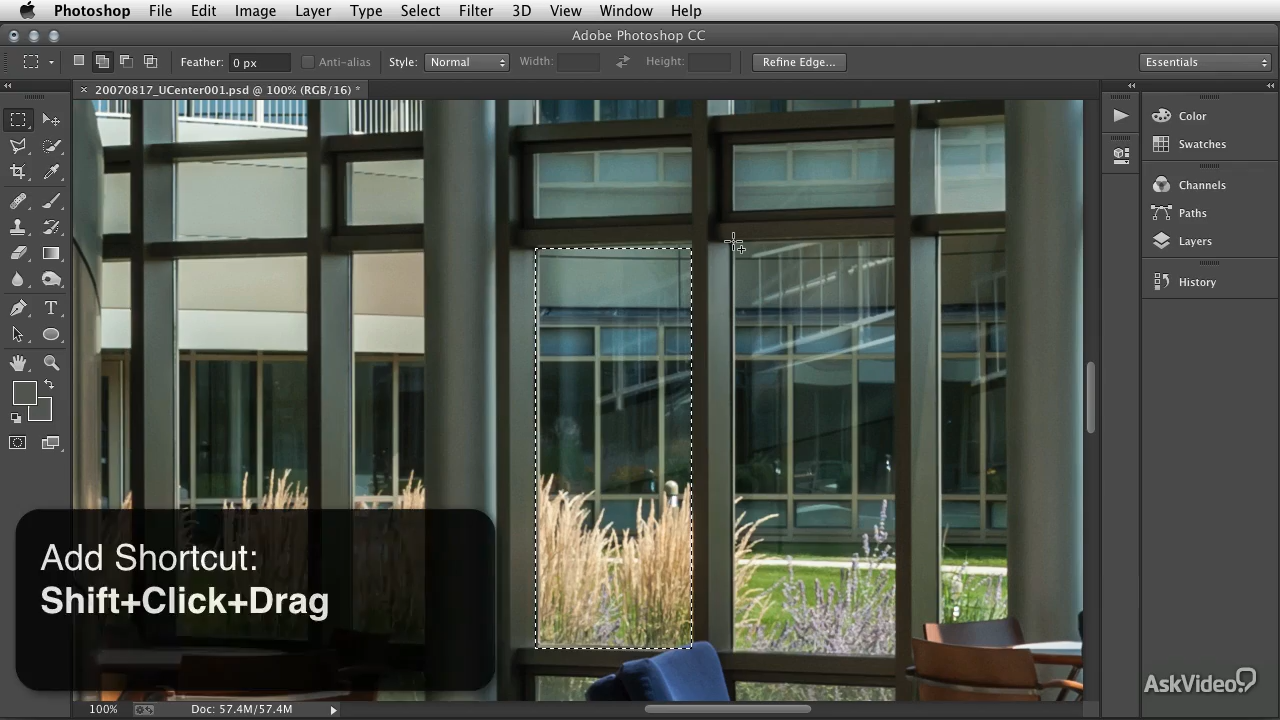 Photoshop File Edit Image Layer Type Select Filter 3D View Window Help
Adobe Photoshop CC
Feather: 0 px Anti-alias Style: Normal Width: Height: Refine Edge... Essentials
× 20070817_UCenter001.psd @ 100% (RGB/16) *
Color
Swatches
Channels
Paths
Layers
History
T
Add Shortcut:
Shift+Click+Drag
AskVideo
100% Doc: 57.4M/57.4M